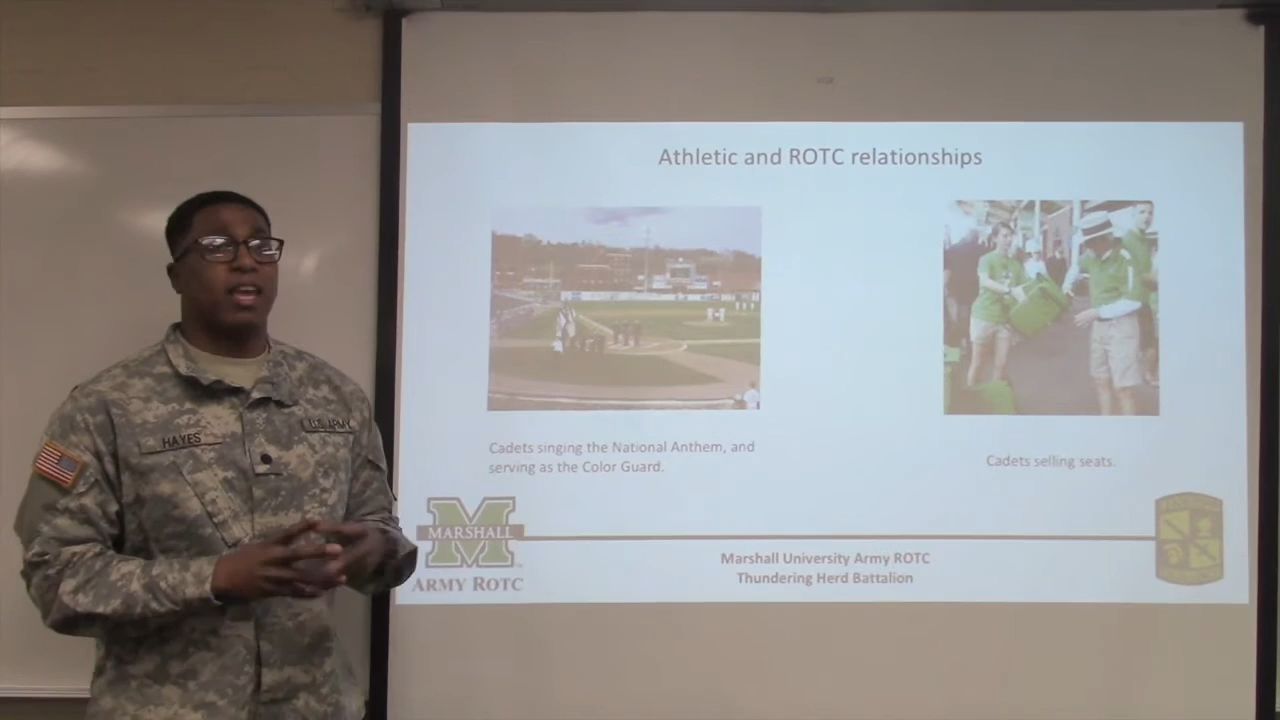 Athletic and ROTC relationships
HAYES
U.S. ARMY
Cadets singing the National Anthem, and
serving as the Color Guard.
Cadets selling seats.
MARSHALL
ARMY ROTC
Marshall University Army ROTC
Thundering Herd Battalion